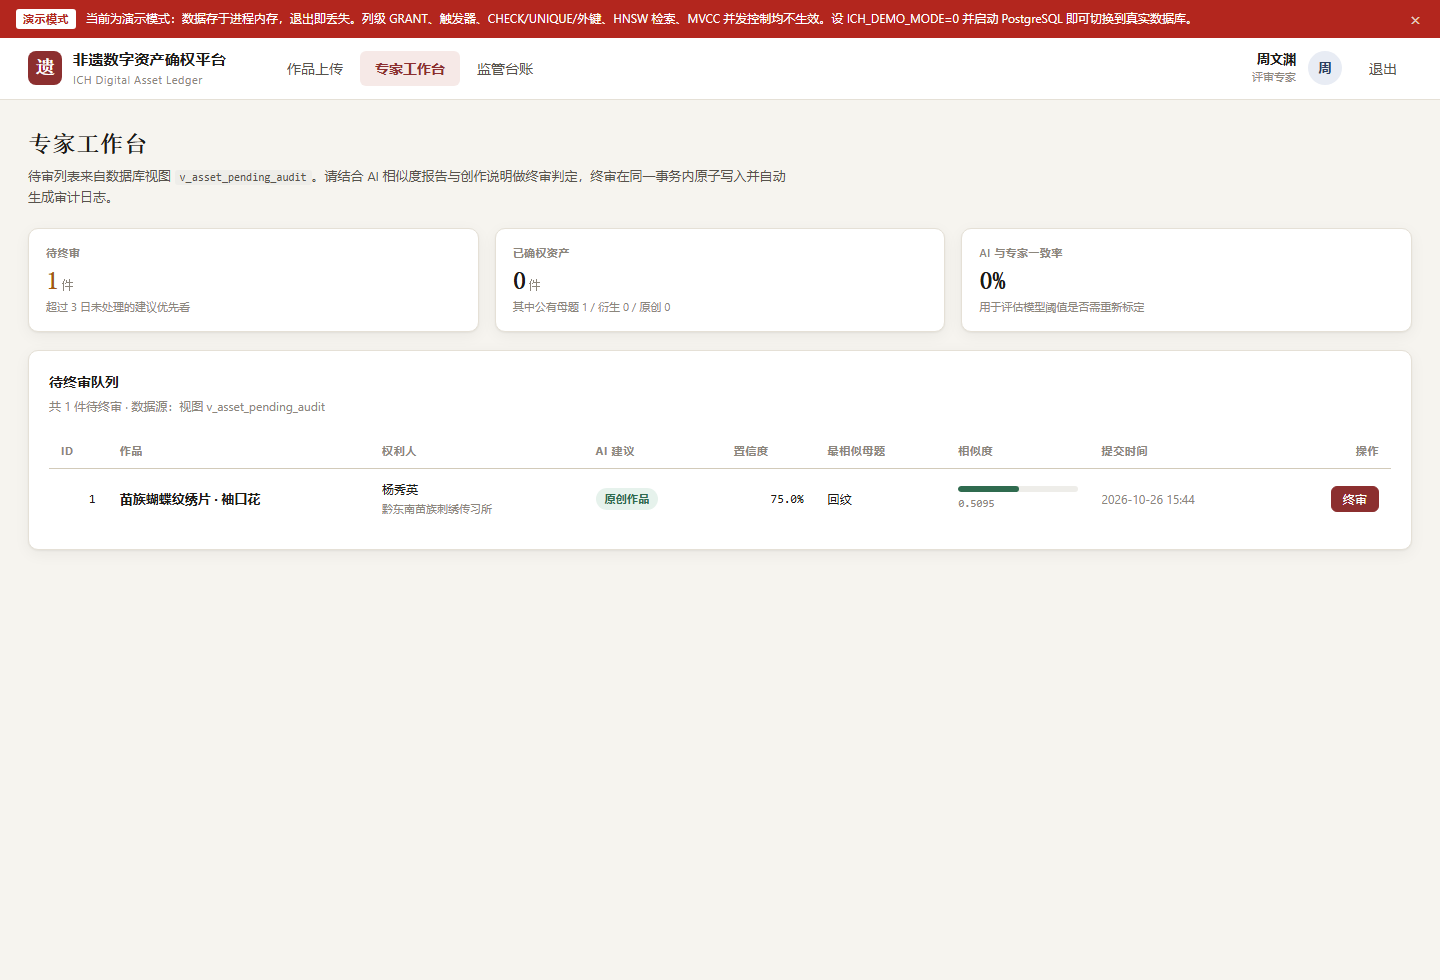 演示模式 当前为演示模式：数据存于进程内存，退出即丢失。列级 GRANT、触发器、CHECK/UNIQUE/外键、HNSW 检索、MVCC 并发控制均不生效。设 ICH_DEMO_MODE=0 并启动 PostgreSQL 即可切换到真实数据库。 ×
遗 非遗数字资产确权平台
ICH Digital Asset Ledger
作品上传 专家工作台 监管台账
周文渊
评审专家
周 退出
专家工作台
待审列表来自数据库视图 v_asset_pending_audit 。请结合 AI 相似度报告与创作说明做终审判定，终审在同一事务内原子写入并自动
生成审计日志。
待终审
1 件
超过 3 日未处理的建议优先看
已确权资产
0 件
其中公有母题 1 / 衍生 0 / 原创 0
AI 与专家一致率
0%
用于评估模型阈值是否需重新标定
待终审队列
共 1 件待终审 · 数据源：视图 v_asset_pending_audit
ID 作品 权利人 AI 建议 置信度 最相似母题 相似度 提交时间 操作
1 苗族蝴蝶纹绣片 · 袖口花 杨秀英 原创作品 75.0% 回纹 2026-10-26 15:44 终审
黔东南苗族刺绣传习所 0.5095